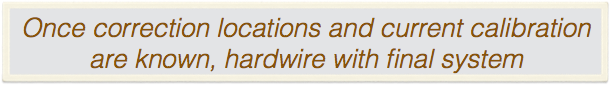 Once correction locations and current calibration
are known, hardwire with final system